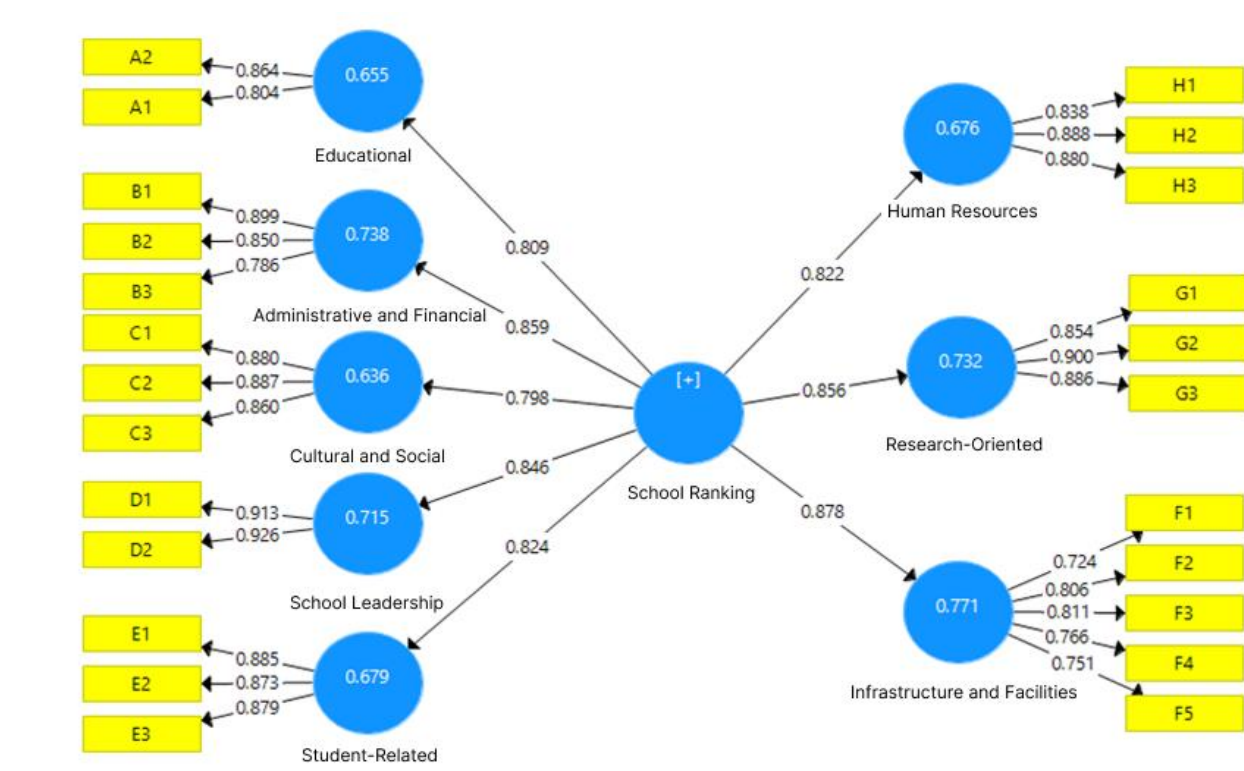 A2
A1
0.864
0.804
0.655
Educational
B1
B2
B3
0.899
0.850
0.786
0.738
Administrative and Financial
C1
C2
C3
0.880
0.887
0.860
0.636
Cultural and Social
D1
D2
0.913
0.926
0.715
School Leadership
E1
E2
E3
0.885
0.873
0.879
0.679
Student-Related
0.809
0.859
0.798
0.846
0.824
[+]
School Ranking
0.822
0.856
0.878
0.676
Human Resources
0.838
0.888
0.880
H1
H2
H3
0.732
Research-Oriented
0.854
0.900
0.886
G1
G2
G3
0.771
Infrastructure and Facilities
0.724
0.806
0.811
0.766
0.751
F1
F2
F3
F4
F5